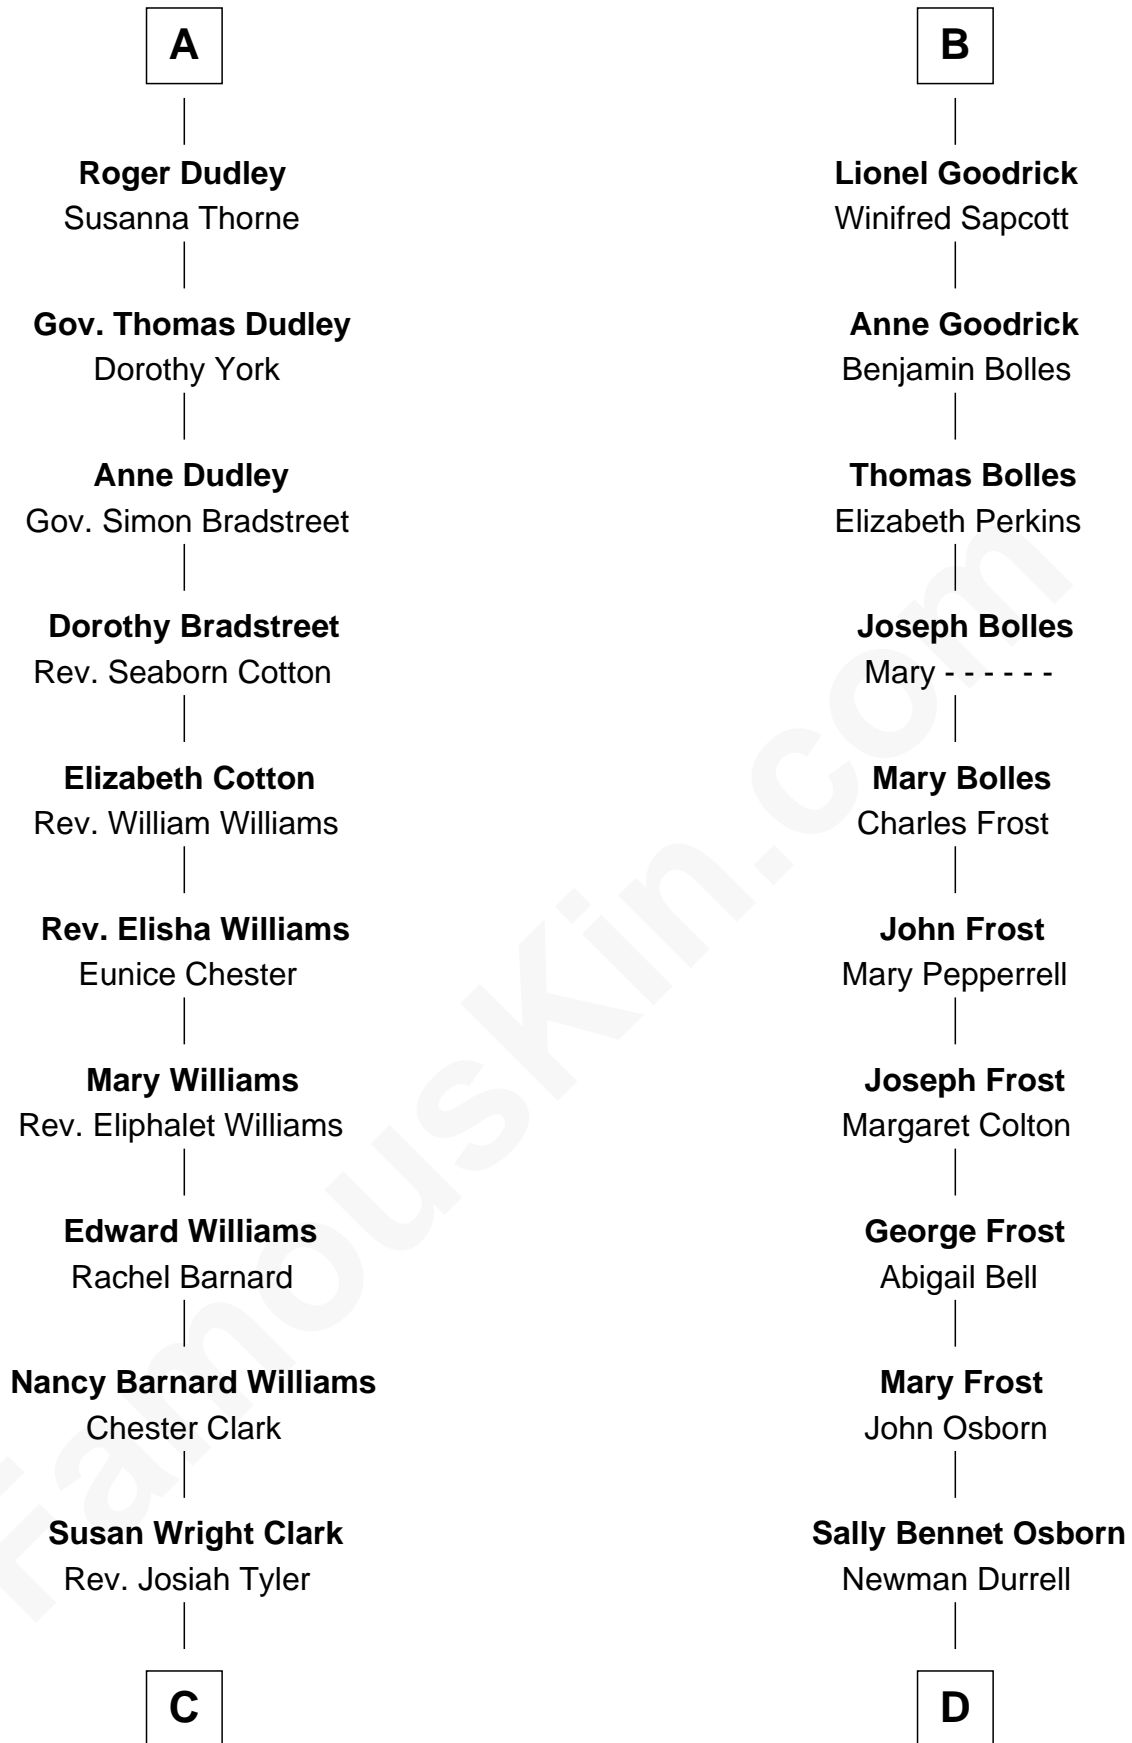 A
Roger Dudley
Susanna Thorne
Gov. Thomas Dudley
Dorothy York
Anne Dudley
Gov. Simon Bradstreet
Dorothy Bradstreet
Rev. Seaborn Cotton
Elizabeth Cotton
Rev. William Williams
Rev. Elisha Williams
Eunice Chester
Mary Williams
Rev. Eliphalet Williams
Edward Williams
Rachel Barnard
Nancy Barnard Williams
Chester Clark
Susan Wright Clark
Rev. Josiah Tyler
C
B
Lionel Goodrick
Winifred Sapcott
Anne Goodrick
Benjamin Bolles
Thomas Bolles
Elizabeth Perkins
Joseph Bolles
Mary - - - - - -
Mary Bolles
Charles Frost
John Frost
Mary Pepperrell
Joseph Frost
Margaret Colton
George Frost
Abigail Bell
Mary Frost
John Osborn
Sally Bennet Osborn
Newman Durrell
D
FamousKin.com